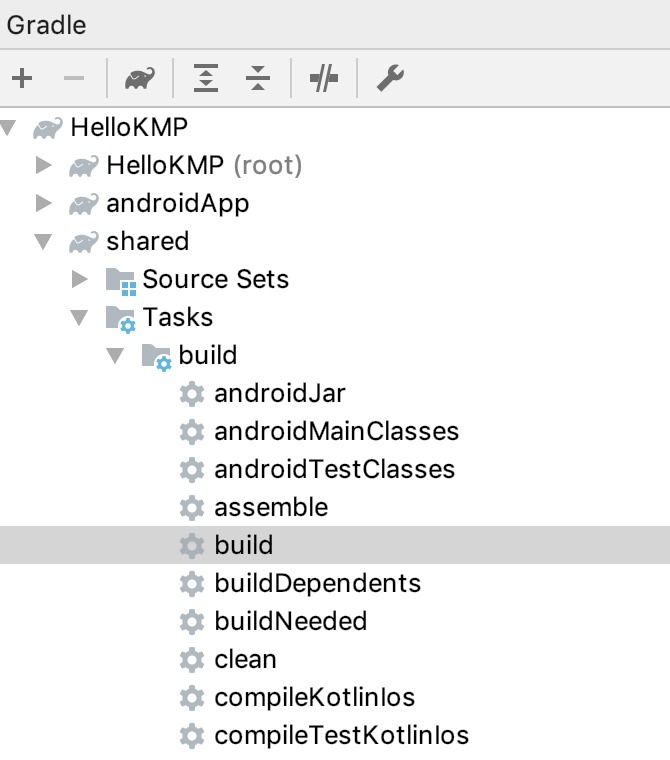 Gradle
HelloKMP
HelloKMP (root)
androidApp
shared
Source Sets
Tasks
build
androidJar
androidMainClasses
androidTestClasses
assemble
build
buildDependents
buildNeeded
clean
compileKotlinIos
compileTestKotlinIos